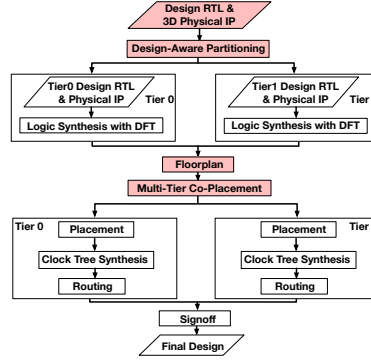 Design RTL &
3D Physical IP
Design-Aware Partitioning
Tier0 Design RTL
& Physical IP
Tier 0
Logic Synthesis with DFT
Tier1 Design RTL
& Physical IP
Tier
Logic Synthesis with DFT
Floorplan
Multi-Tier Co-Placement
Tier 0
Placement
Clock Tree Synthesis
Routing
Tier
Placement
Clock Tree Synthesis
Routing
Signoff
Final Design